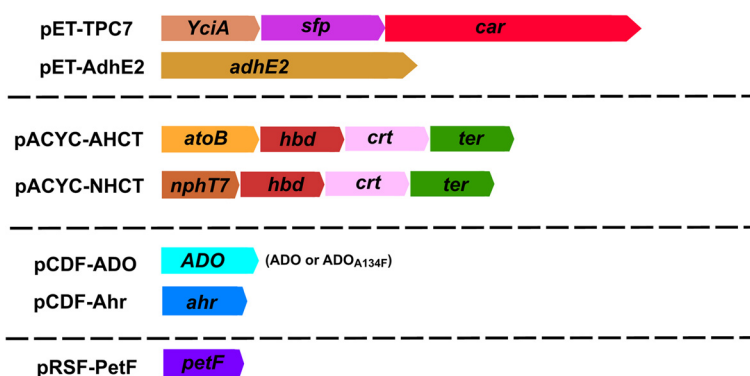 pET-TPC7 YciA sfp car
pET-AdhE2 adhE2
pACYC-AHCT atoB hbd crt ter
pACYC-NHCT nphT7 hbd crt ter
pCDF-ADO ADO (ADO or ADOA134F)
pCDF-Ahr ahr
pRSF-PetF petF